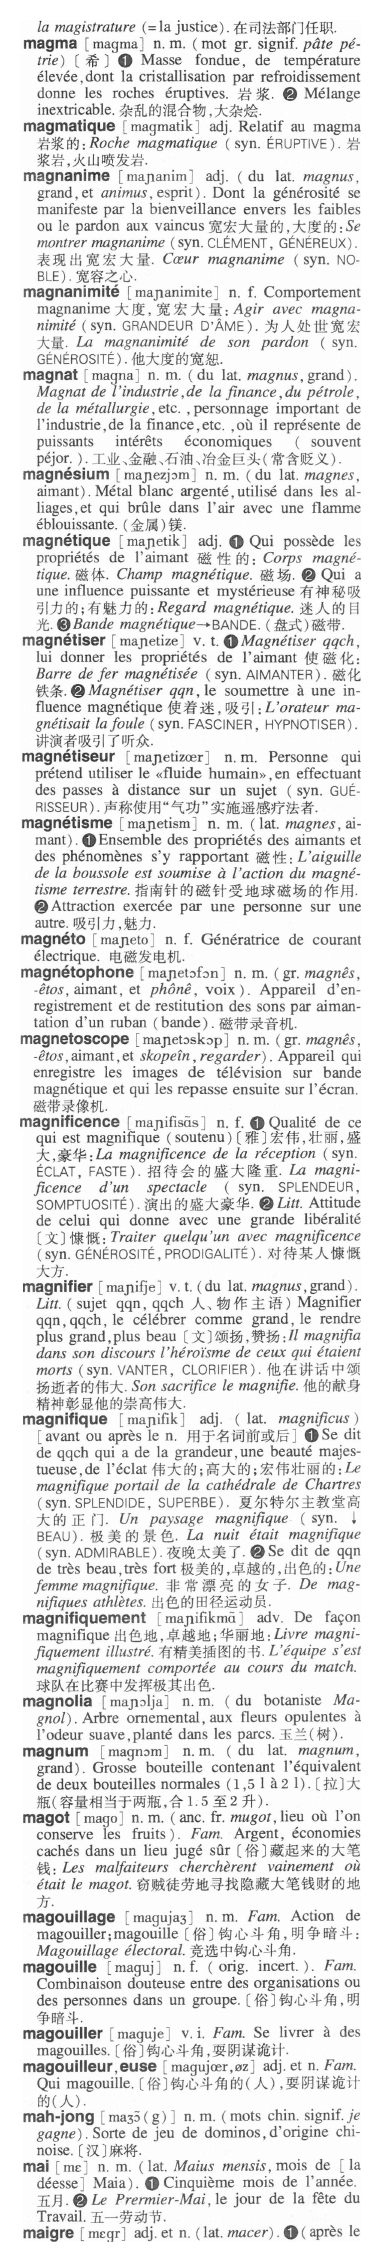 la magistrature (= la justice). 在司法部门任职.
magma [magma] n. m. ( mot gr. signif. pâte pé-
trie) 〔希〕❶ Masse fondue, de température
élevée,dont la cristallisation par refroidissement
donne les roches éruptives. 岩浆. ❷ Mélange
inextricable. 杂乱的混合物,大杂烩.
magmatique [magmatik] adj. Relatif au magma
岩浆的: Roche magmatique (syn. ÉRUPTIVE). 岩
浆岩,火山喷发岩.
magnanime [maɲanim] adj. ( du lat. magnus,
grand,et animus, esprit). Dont la générosité se
manifeste par la bienveillance envers les faibles
ou le pardon aux vaincus 宽宏大量的,大度的:Se
montrer magnanime (syn. CLÉMENT, GÉNÉREUX).
表现出宽宏大量. Cœur magnanime ( syn. NO-
BLE). 宽容之心.
magnanimité [maɲanimite] n. f. Comportement
magnanime 大度,宽宏大量: Agir avec magna-
nimité ( syn. GRANDEUR D'ÂME). 为人处世宽宏
大量. La magnanimité de son pardon ( syn.
GÉNÉROSITÉ). 他大度的宽恕.
magnat [magna] n. m. ( du lat. magnus, grand).
Magnat de l'industrie,de la finance,du pétrole,
de la métallurgie, etc. , personnage important de
l'industrie,de la finance,etc. ,où il représente de
puissants intérêts économiques ( souvent
péjor. ). 工业、金融、石油、冶金巨头(常含贬义).
magnésium [maɲezjɔm] n. m. (du lat. magnes,
aimant). Métal blanc argenté,utilisé dans les al-
liages,et qui brûle dans l'air avec une flamme
éblouissante. (金属)镁.
magnétique [maɲetik] adj. ❶ Qui possède les
propriétés de l'aimant 磁性的: Corps magné-
tique. 磁体. Champ magnétique. 磁场. ❷ Qui a
une influence puissante et mystérieuse 有神秘吸
引力的;有魅力的:Regard magnétique. 迷人的目
光. ❸ Bande magnétique→BANDE. (盘式)磁带.
magnétiser [maɲetize] v. t. ❶ Magnétiser qqch,
lui donner les propriétés de l'aimant 使磁化:
Barre de fer magnétisée (syn. AIMANTER). 磁化
铁条. ❷ Magnétiser qqn,le soumettre à une in-
fluence magnétique 使着迷,吸引: L'orateur ma-
gnétisait la foule (syn. FASCINER, HYPNOTISER).
讲演者吸引了听众.
magnétiseur [maɲetizœr] n.m. Personne qui
prétend utiliser le «fluide humain»,en effectuant
des passes à distance sur un sujet ( syn. GUÉ-
RISSEUR). 声称使用“气功”实施遥感疗法者.
magnétisme [maɲetism] n. m. (lat. magnes, ai-
mant). ❶Ensemble des propriétés des aimants et
des phénomènes s'y rapportant 磁性: L'aiguille
de la boussole est soumise à l'action du magné-
tisme terrestre. 指南针的磁针受地球磁场的作用.
❷ Attraction exercée par une personne sur une
autre. 吸引力,魅力.
magnéto [maɲeto] n. f. Génératrice de courant
électrique. 电磁发电机.
magnétophone [maɲetɔfɔn] n. m. (gr. magnês,
-êtos, aimant, et phônê, voix). Appareil d'en-
registrement et de restitution des sons par aiman-
tation d'un ruban (bande). 磁带录音机.
magnetoscope [maɲetɔskɔp] n. m. (gr. magnês,
-êtos,aimant,et skopeîn, regarder). Appareil qui
enregistre les images de télévision sur bande
magnétique et qui les repasse ensuite sur l'écran.
磁带录像机.
magnificence [maɲifisɑ̃s] n. f. ❶ Qualité de ce
qui est magnifique (soutenu)〔雅〕宏伟,壮丽,盛
大,豪华:La magnificence de la réception (syn.
ÉCLAT, FASTE). 招待会的盛大隆重. La magni-
ficence d'un spectacle ( syn. SPLENDEUR,
SOMPTUOSITÉ). 演出的盛大豪华. ❷ Litt. Attitude
de celui qui donne avec une grande libéralité
〔文〕慷慨: Traiter quelqu'un avec magnificence
(syn. GÉNÉROSITÉ,PRODIGALITÉ). 对待某人慷慨
大方.
magnifier [maɲifje] v. t. (du lat. magnus,grand).
Litt. ( sujet qqn, qqch 人、物作主语) Magnifier
qqn,qqch, le célébrer comme grand, le rendre
plus grand,plus beau〔文〕颂扬,赞扬:Il magnifia
dans son discours l'héroïsme de ceux qui étaient
morts (syn. VANTER, CLORIFIER). 他在讲话中颂
扬逝者的伟大. Son sacrifice le magnifie. 他的献身
精神彰显他的崇高伟大.
magnifique [maɲifik] adj. ( lat. magnificus)
[avant ou après le n. 用于名词前或后] ❶ Se dit
de qqch qui a de la grandeur,une beauté majes-
tueuse,de l'éclat 伟大的;高大的;宏伟壮丽的:Le
magnifique portail de la cathédrale de Chartres
(syn. SPLENDIDE, SUPERBE). 夏尔特尔主教堂高
大的正门. Un paysage magnifique ( syn. ↓
BEAU). 极美的景色. La nuit était magnifique
(syn. ADMIRABLE). 夜晚太美了. ❷ Se dit de qqn
de très beau,très fort 极美的,卓越的,出色的:Une
femme magnifique. 非常漂亮的女子. De mag-
nifiques athlètes. 出色的田径运动员.
magnifiquement [maɲifikmɑ̃] adv. De façon
magnifique 出色地,卓越地;华丽地:Livre magni-
fiquement illustré. 有精美插图的书. L'équipe s'est
magnifiquement comportée au cours du match.
球队在比赛中发挥极其出色.
magnolia [maɲɔlja] n. m. ( du botaniste Ma-
gnol). Arbre ornemental,aux fleurs opulentes à
l'odeur suave,planté dans les parcs. 玉兰(树).
magnum [magnɔm] n. m. ( du lat. magnum,
grand). Grosse bouteille contenant l'équivalent
de deux bouteilles normales (1,5 l à 2 l). 〔拉〕大
瓶(容量相当于两瓶,合1.5至2升).
magot [mago] n. m. (anc. fr. mugot,lieu où l'on
conserve les fruits ). Fam. Argent, économies
cachés dans un lieu jugé sûr〔俗〕藏起来的大笔
钱: Les malfaiteurs cherchèrent vainement où
était le magot. 窃贼徒劳地寻找隐藏大笔钱财的地
方.
magouillage [magujaʒ] n. m. Fam. Action de
magouiller;magouille〔俗〕钩心斗角,明争暗斗:
Magouillage électoral. 竞选中钩心斗角.
magouille [maguj] n. f. ( orig. incert. ). Fam.
Combinaison douteuse entre des organisations ou
des personnes dans un groupe. 〔俗〕钩心斗角,明
争暗斗.
magouiller [maguje] v. i. Fam. Se livrer à des
magouilles. 〔俗〕钩心斗角,耍阴谋诡计.
magouilleur,euse [magujœr,øz] adj. et n. Fam.
Qui magouille. 〔俗〕钩心斗角的(人),耍阴谋诡计
的(人).
mah-jong [maʒɔ̃(g)] n. m. (mots chin. signif. je
gagne). Sorte de jeu de dominos,d'origine chi-
noise. 〔汉〕麻将.
mai [mɛ] n. m. (lat. Maius mensis, mois de [la
déesse] Maia). ❶ Cinquième mois de l'année.
五月. ❷ Le Prermier-Mai, le jour de la fête du
Travail. 五一劳动节.
maigre [mɛgr] adj. et n. (lat. macer). ❶ (après le